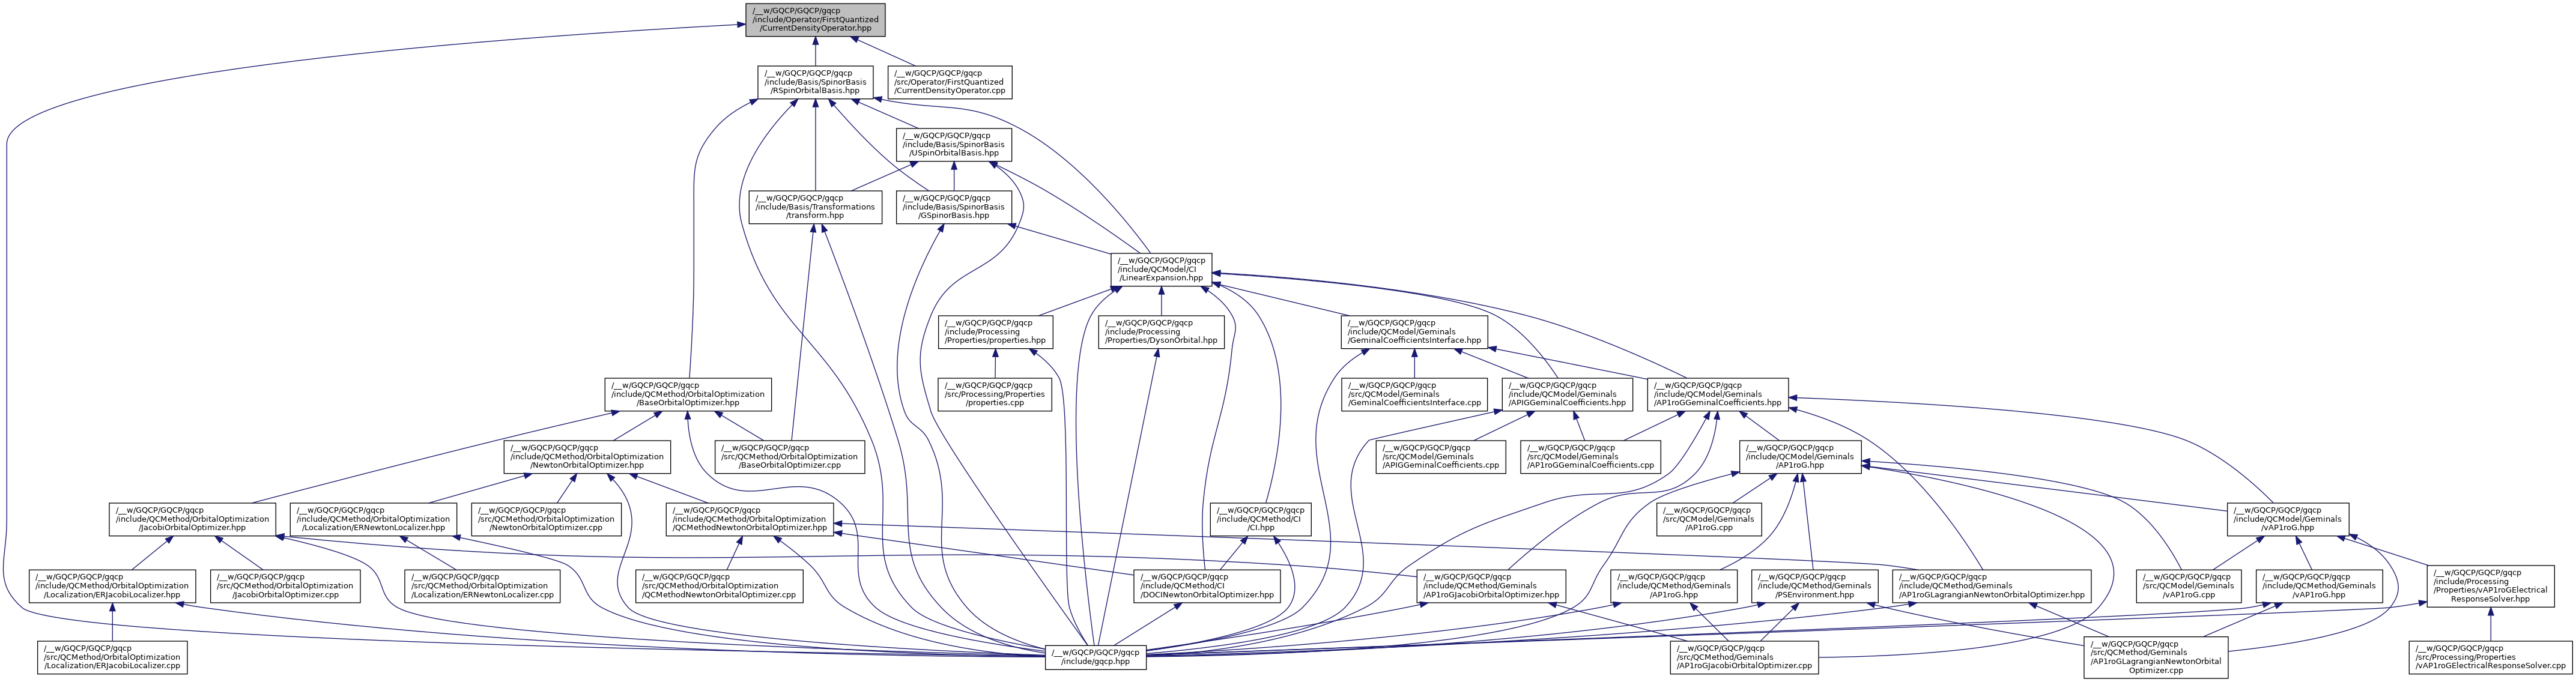 /__w/GQCP/GQCP/gqcp
/include/Operator/FirstQuantized
/CurrentDensityOperator.hpp
/__w/GQCP/GQCP/gqcp
/include/Basis/SpinorBasis
/RSpinOrbitalBasis.hpp
/__w/GQCP/GQCP/gqcp
/src/Operator/FirstQuantized
/CurrentDensityOperator.cpp
/__w/GQCP/GQCP/gqcp
/include/Basis/SpinorBasis
/USpinOrbitalBasis.hpp
/__w/GQCP/GQCP/gqcp
/include/Basis/Transformations
/transform.hpp
/__w/GQCP/GQCP/gqcp
/include/Basis/SpinorBasis
/GSpinorBasis.hpp
/__w/GQCP/GQCP/gqcp
/include/QCModel/CI
/LinearExpansion.hpp
/__w/GQCP/GQCP/gqcp
/include/Processing
/Properties/properties.hpp
/__w/GQCP/GQCP/gqcp
/include/Processing
/Properties/DysonOrbital.hpp
/__w/GQCP/GQCP/gqcp
/include/QCModel/Geminals
/GeminalCoefficientsInterface.hpp
/__w/GQCP/GQCP/gqcp
/include/QCMethod/OrbitalOptimization
/BaseOrbitalOptimizer.hpp
/__w/GQCP/GQCP/gqcp
/src/Processing/Properties
/properties.cpp
/__w/GQCP/GQCP/gqcp
/src/QCModel/Geminals
/GeminalCoefficientsInterface.cpp
/__w/GQCP/GQCP/gqcp
/include/QCModel/Geminals
/APIGGeminalCoefficients.hpp
/__w/GQCP/GQCP/gqcp
/include/QCModel/Geminals
/AP1roGGeminalCoefficients.hpp
/__w/GQCP/GQCP/gqcp
/include/QCMethod/OrbitalOptimization
/NewtonOrbitalOptimizer.hpp
/__w/GQCP/GQCP/gqcp
/src/QCMethod/OrbitalOptimization
/BaseOrbitalOptimizer.cpp
/__w/GQCP/GQCP/gqcp
/src/QCModel/Geminals
/APIGGeminalCoefficients.cpp
/__w/GQCP/GQCP/gqcp
/src/QCModel/Geminals
/AP1roGGeminalCoefficients.cpp
/__w/GQCP/GQCP/gqcp
/include/QCModel/Geminals
/AP1roG.hpp
/__w/GQCP/GQCP/gqcp
/include/QCMethod/OrbitalOptimization
/JacobiOrbitalOptimizer.hpp
/__w/GQCP/GQCP/gqcp
/include/QCMethod/OrbitalOptimization
/Localization/ERNewtonLocalizer.hpp
/__w/GQCP/GQCP/gqcp
/src/QCMethod/OrbitalOptimization
/NewtonOrbitalOptimizer.cpp
/__w/GQCP/GQCP/gqcp
/include/QCMethod/OrbitalOptimization
/QCMethodNewtonOrbitalOptimizer.hpp
/__w/GQCP/GQCP/gqcp
/include/QCMethod/CI
/CI.hpp
/__w/GQCP/GQCP/gqcp
/src/QCModel/Geminals
/AP1roG.cpp
/__w/GQCP/GQCP/gqcp
/include/QCModel/Geminals
/vAP1roG.hpp
/__w/GQCP/GQCP/gqcp
/include/QCMethod/OrbitalOptimization
/Localization/ERJacobiLocalizer.hpp
/__w/GQCP/GQCP/gqcp
/src/QCMethod/OrbitalOptimization
/JacobiOrbitalOptimizer.cpp
/__w/GQCP/GQCP/gqcp
/src/QCMethod/OrbitalOptimization
/Localization/ERNewtonLocalizer.cpp
/__w/GQCP/GQCP/gqcp
/src/QCMethod/OrbitalOptimization
/QCMethodNewtonOrbitalOptimizer.cpp
/__w/GQCP/GQCP/gqcp
/include/QCMethod/CI
/DOCINewtonOrbitalOptimizer.hpp
/__w/GQCP/GQCP/gqcp
/include/QCMethod/Geminals
/AP1roGJacobiOrbitalOptimizer.hpp
/__w/GQCP/GQCP/gqcp
/include/QCMethod/Geminals
/AP1roG.hpp
/__w/GQCP/GQCP/gqcp
/include/QCMethod/Geminals
/PSEnvironment.hpp
/__w/GQCP/GQCP/gqcp
/include/QCMethod/Geminals
/AP1roGLagrangianNewtonOrbitalOptimizer.hpp
/__w/GQCP/GQCP/gqcp
/src/QCModel/Geminals
/vAP1roG.cpp
/__w/GQCP/GQCP/gqcp
/include/QCMethod/Geminals
/vAP1roG.hpp
/__w/GQCP/GQCP/gqcp
/include/Processing
/Properties/vAP1roGElectrical
ResponseSolver.hpp
/__w/GQCP/GQCP/gqcp
/src/QCMethod/OrbitalOptimization
/Localization/ERJacobiLocalizer.cpp
/__w/GQCP/GQCP/gqcp
/include/gqcp.hpp
/__w/GQCP/GQCP/gqcp
/src/QCMethod/Geminals
/AP1roGJacobiOrbitalOptimizer.cpp
/__w/GQCP/GQCP/gqcp
/src/QCMethod/Geminals
/AP1roGLagrangianNewtonOrbital
Optimizer.cpp
/__w/GQCP/GQCP/gqcp
/src/Processing/Properties
/vAP1roGElectricalResponseSolver.cpp